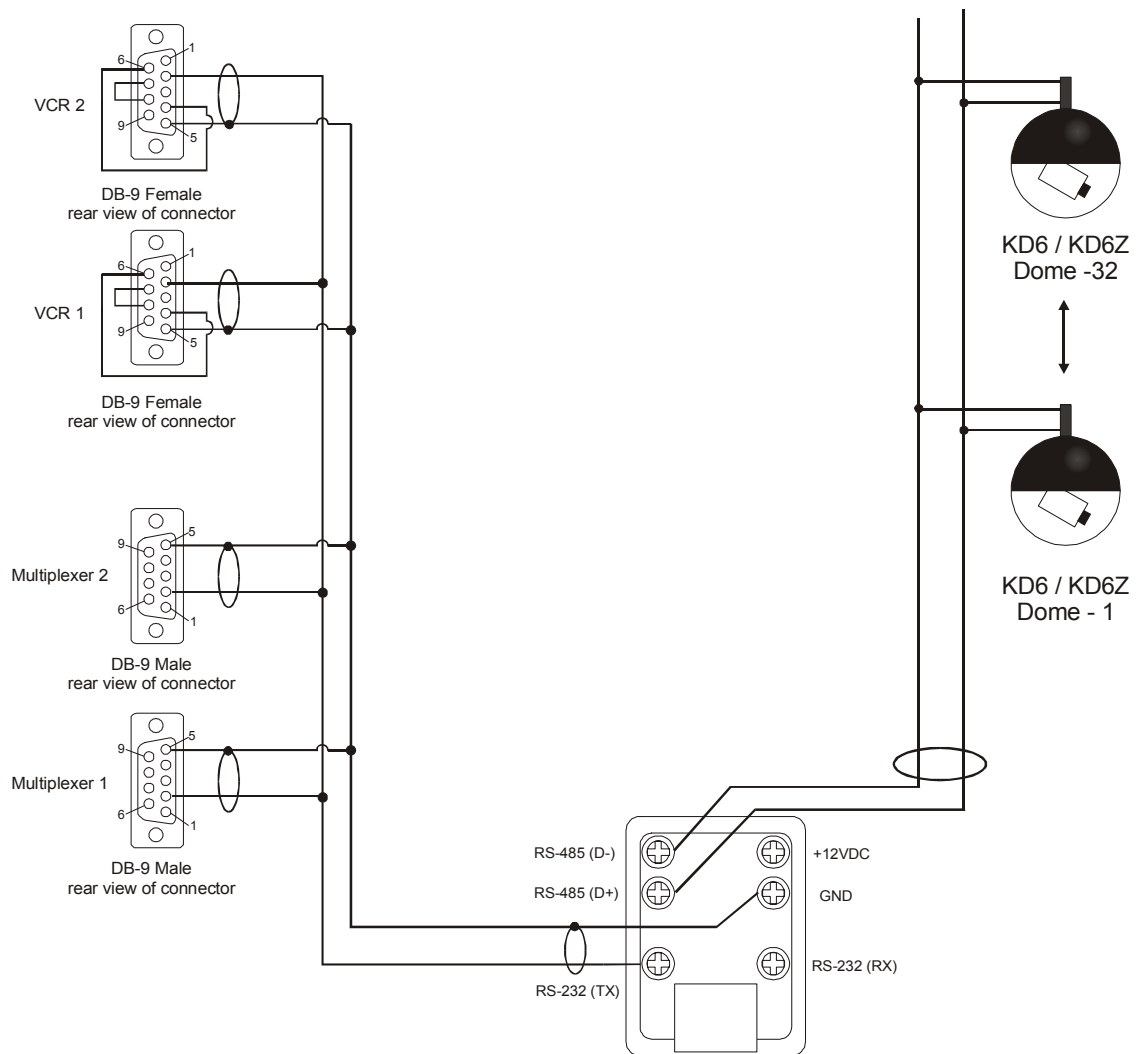 1
6
VCR 2
9
5
DB-9 Female
rear view of connector
1
6
VCR 1
9
5
DB-9 Female
rear view of connector
5
9
Multiplexer 2
6
1
DB-9 Male
rear view of connector
5
9
Multiplexer 1
6
1
DB-9 Male
rear view of connector
KD6 / KD6Z
Dome -32
KD6 / KD6Z
Dome - 1
RS-485 (D-)
+12VDC
RS-485 (D+)
GND
RS-232 (RX)
RS-232 (TX)